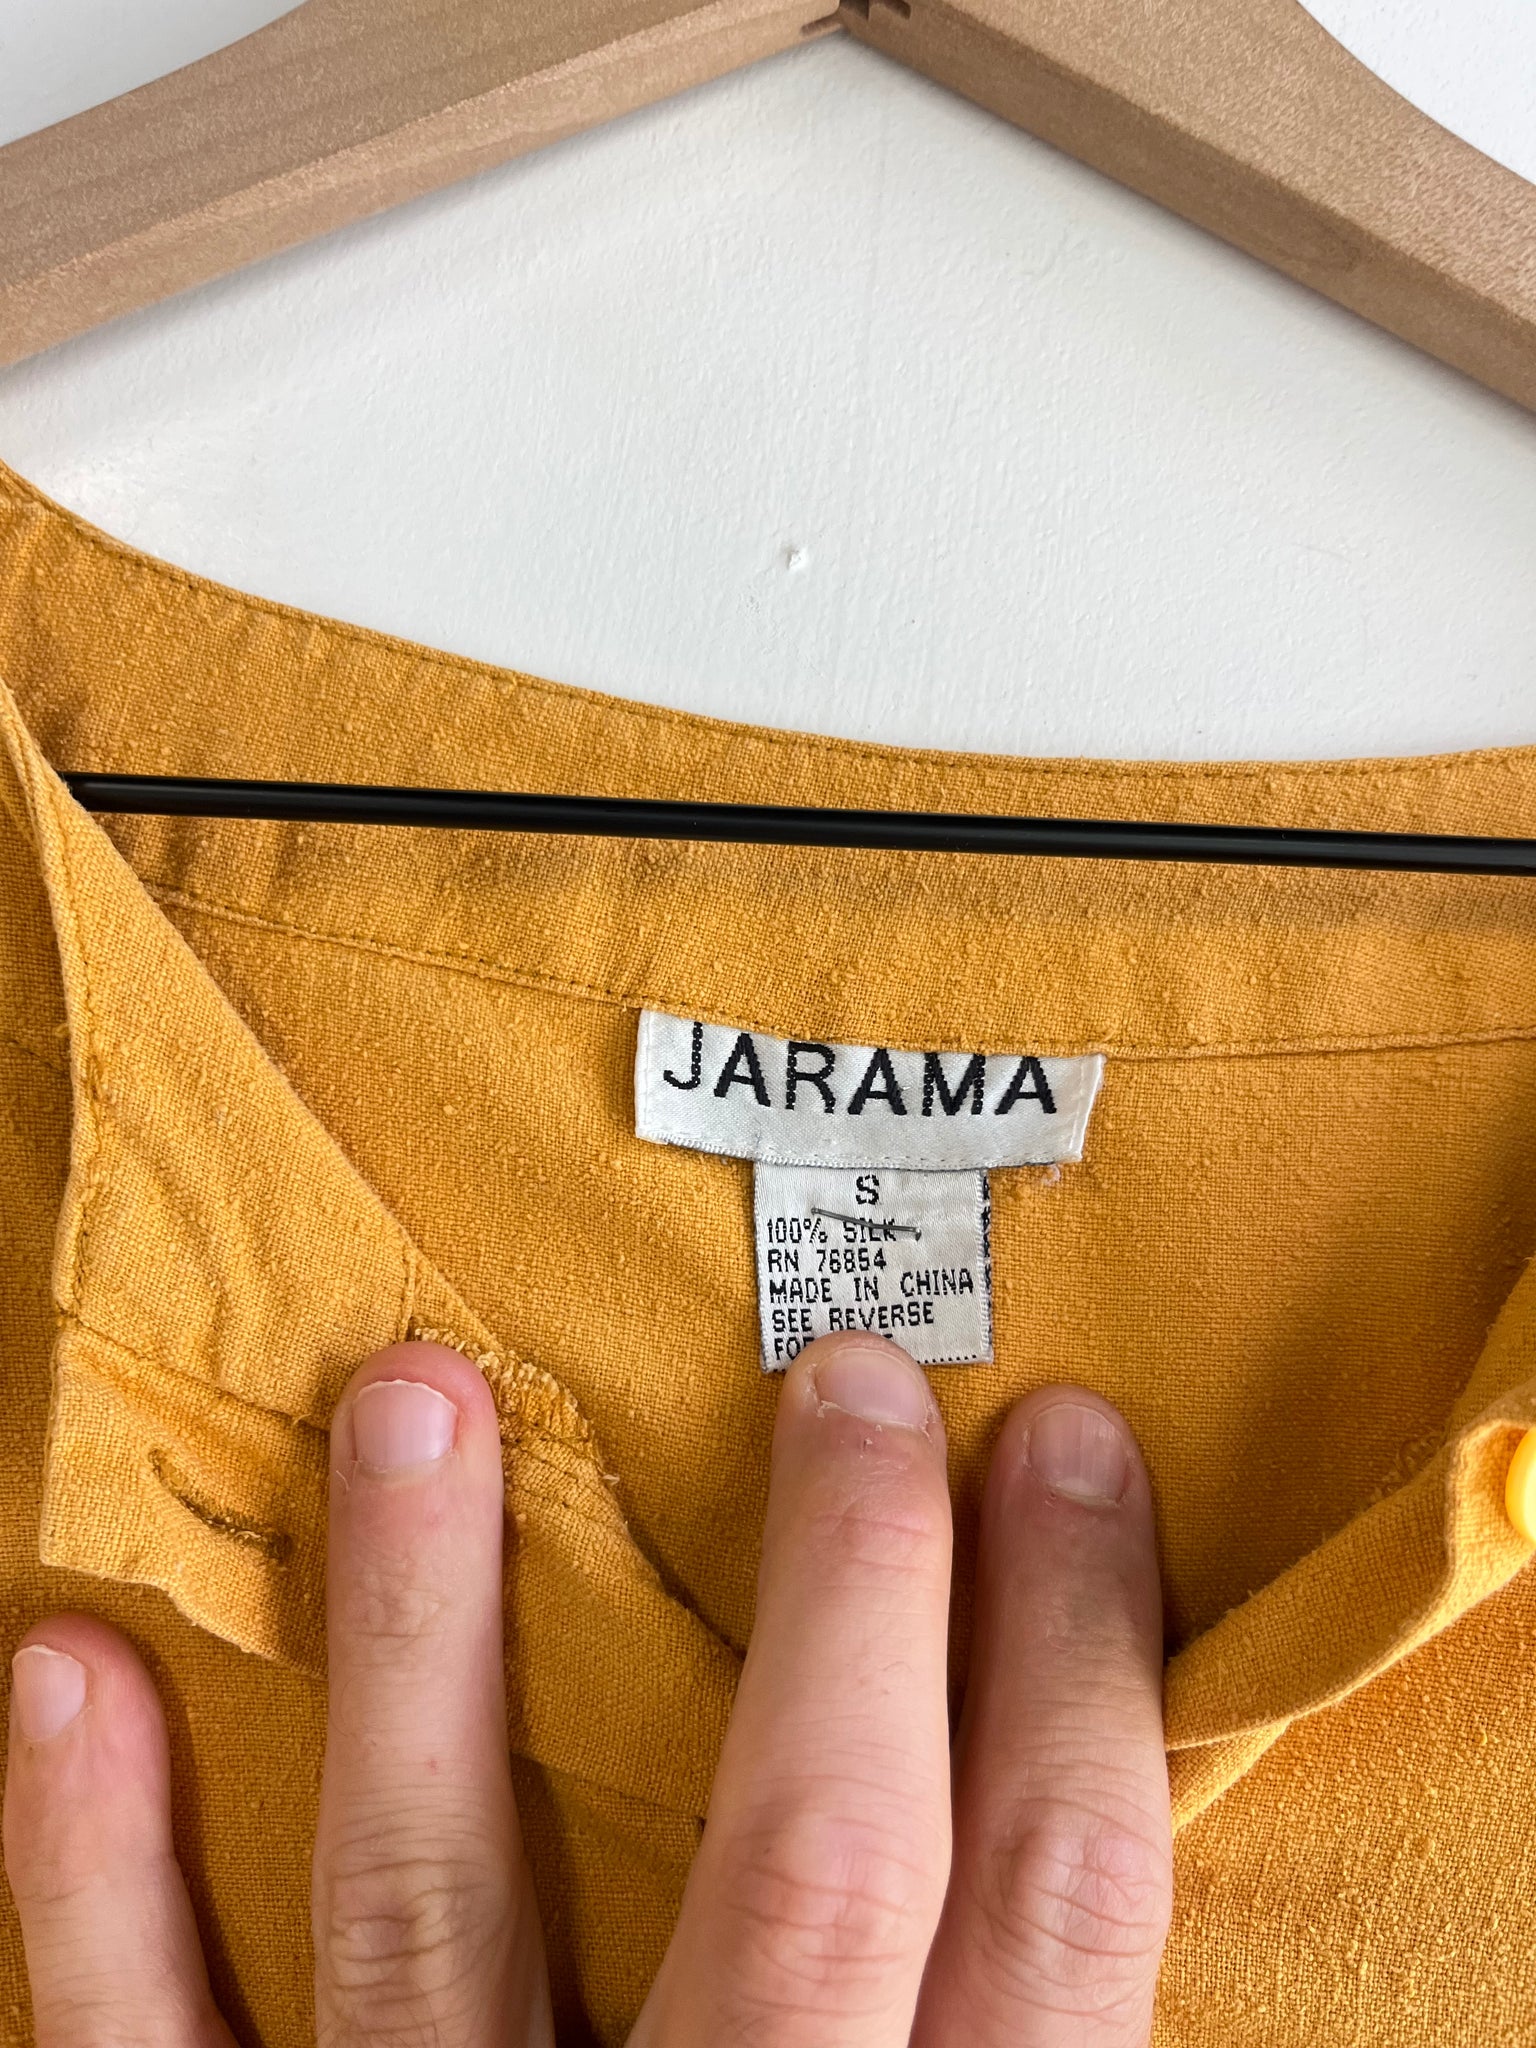 JARAMA
S
100% SILK
RN 76854
MADE IN CHINA
SEE REVERSE